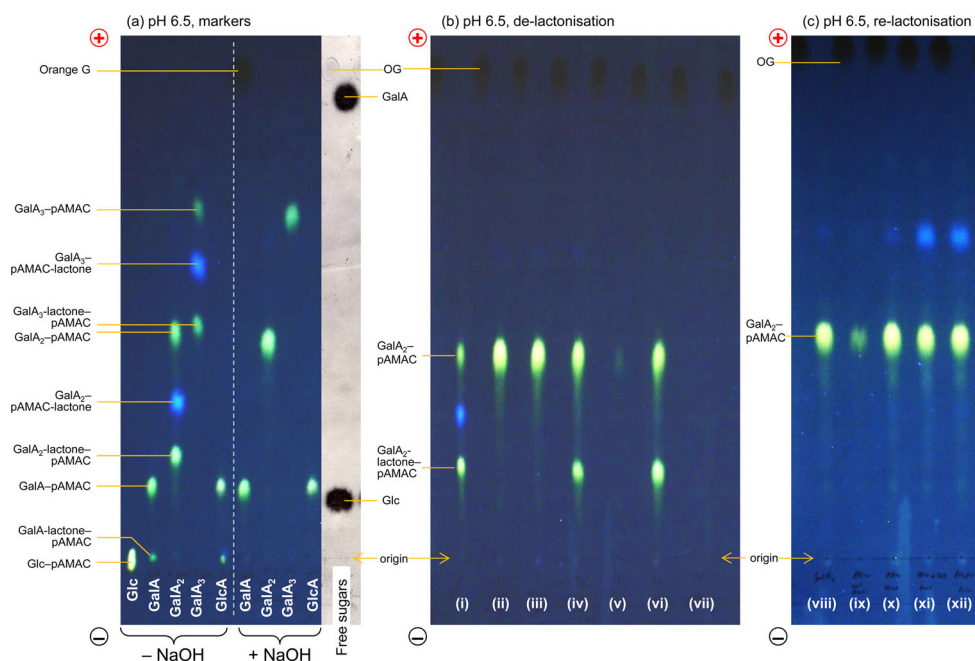 (a) pH 6.5, markers
(b) pH 6.5, de-lactonisation
(c) pH 6.5, re-lactonisation
+
+
+
Orange G
OG
GalA
OG
GalA₃–pAMAC
GalA₃–
pAMAC-lactone
GalA₃-lactone–
pAMAC
GalA₂–pAMAC
GalA₂–
pAMAC-lactone
GalA₂-lactone–
pAMAC
GalA–pAMAC
GalA-lactone–
pAMAC
Glc–pAMAC
GalA₂–
pAMAC
GalA₂-
lactone–
pAMAC
Glc
origin
GalA₂–
pAMAC
origin
Glc
GalA
GalA₂
GalA₃
GlcA
GalA
GalA₂
GalA₃
GlcA
Free sugars
(i) (ii) (iii) (iv) (v) (vi) (vii)
(viii) (ix) (x) (xi) (xii)
– NaOH
+ NaOH
−
−
−